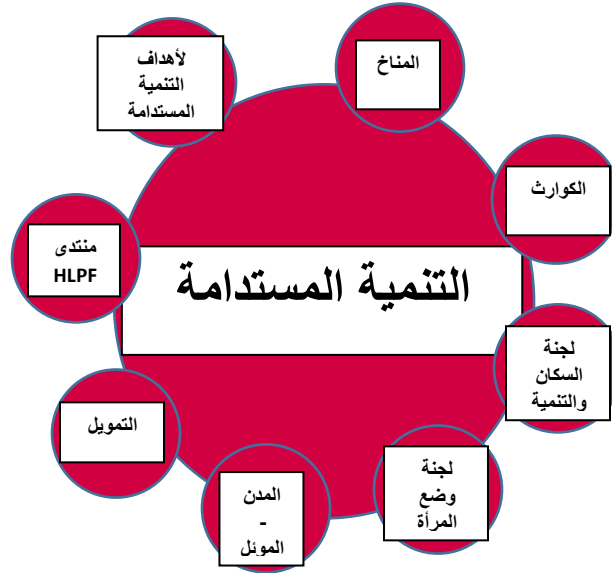 لأهداف
التنمية
المستدامة
المناخ
الكوارث
منتدى
HLPF
التنمية المستدامة
لجنة
السكان
والتنمية
التمويل
لجنة
وضع
المرأة
المدن
-
الموئل